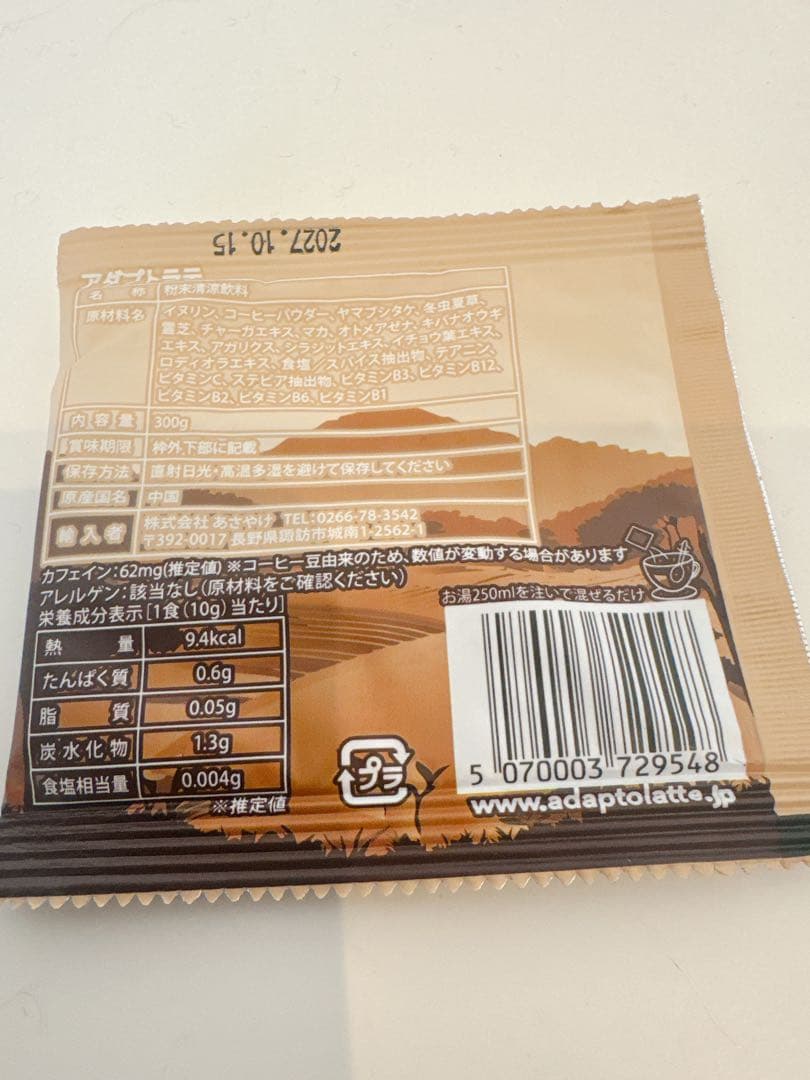 2027.10.15
アダプトラテ
名称 粉末清涼飲料
原材料名 イヌリン、コーヒーパウダー、ヤマブシタケ、冬虫夏草、
霊芝、チャーガエキス、マカ、オトメアゼナ、キバナオウギ
エキス、アガリクス、シラジットエキス、イチョウ葉エキス、
ロディオラエキス、食塩／スパイス抽出物、テアニン、
ビタミンC、ステビア抽出物、ビタミンB3、ビタミンB12、
ビタミンB2、ビタミンB6、ビタミンB1
内容量 300g
賞味期限 枠外下部に記載
保存方法 直射日光・高温多湿を避けて保存してください
原産国名 中国
輸入者 株式会社 あさやけ TEL：0266-78-3542
〒392-0017 長野県諏訪市城南1-2562-1
カフェイン：62mg(推定値) ※コーヒー豆由来のため、数値が変動する場合があります
アレルゲン：該当なし（原材料をご確認ください）
お湯250mlを注いで混ぜるだけ
栄養成分表示 [1食(10g)当たり]
熱量 9.4kcal
たんぱく質 0.6g
脂質 0.05g
炭水化物 1.3g
食塩相当量 0.004g
※推定値
プラ
5 070003 729548
www.adaptolatte.jp